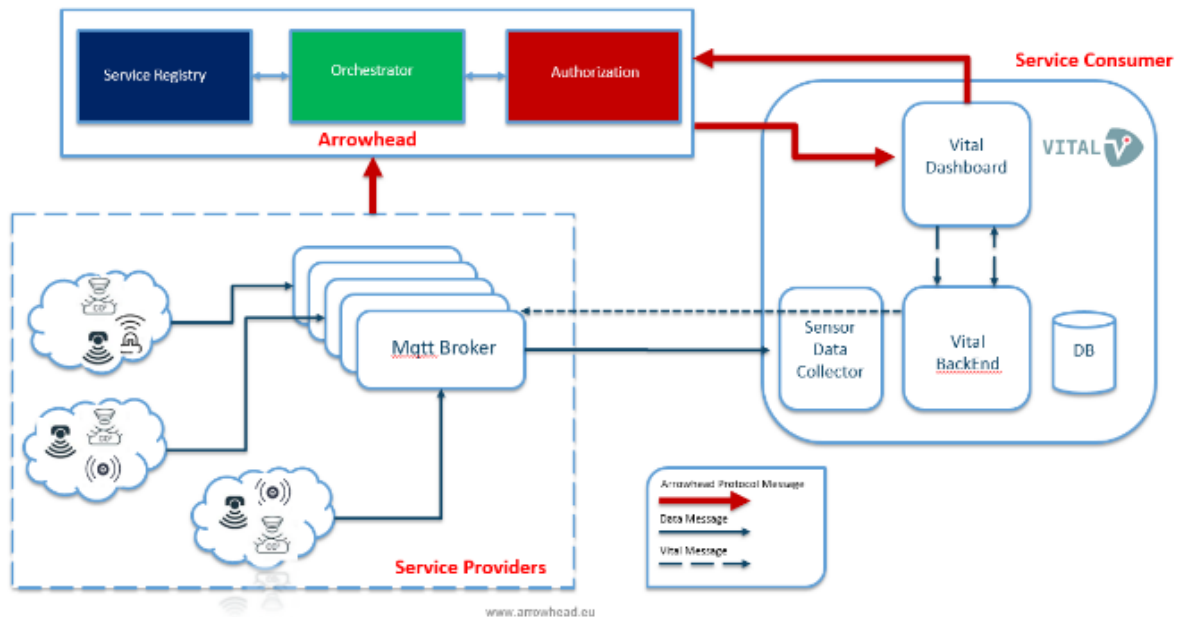 Service Registry
Orchestrator
Authorization
Arrowhead
Service Consumer
Vital
Dashboard
VITAL
Mqtt Broker
Sensor
Data
Collector
Vital
BackEnd
DB
Arrowhead Protocol Message
Data Message
Vital Message
Service Providers
www.arrowhead.eu